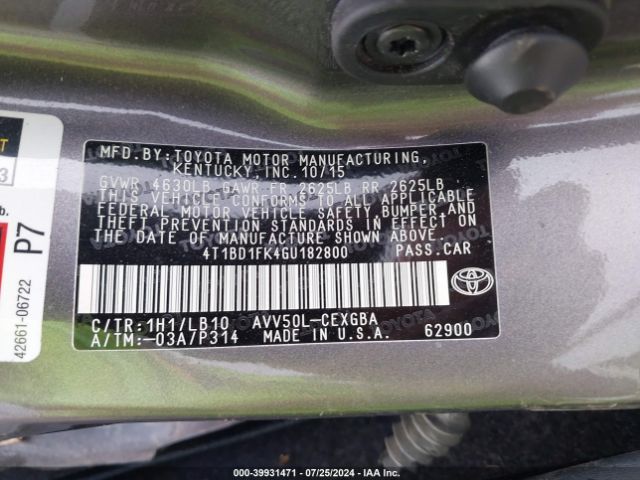 MFD.BY:TOYOTA MOTOR MANUFACTURING,
KENTUCKY,INC.10/15
GVWR 4630LB GAWR FR 2625LB RR 2625LB
THIS VEHICLE CONFORMS TO ALL APPLICABLE
FEDERAL MOTOR VEHICLE SAFETY, BUMPER AND
THEFT PREVENTION STANDARDS IN EFFECT ON
THE DATE OF MANUFACTURE SHOWN ABOVE.
4T1BD1FK4GU182800 PASS.CAR
C/TR:1H1/LB10 AVV50L-CEXGBA
A/TM:-03A/P314 MADE IN U.S.A. 62900
TOYOTA
P7
42661-06722
b.
3
T
ID: 39931471 | 07/25/2024 | IAA Inc.